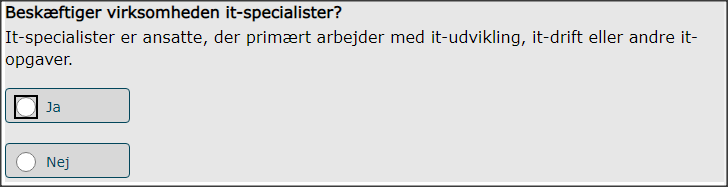 Beskæftiger virksomheden it-specialister?
It-specialister er ansatte, der primært arbejder med it-udvikling, it-drift eller andre it-
opgaver.
Ja
Nej